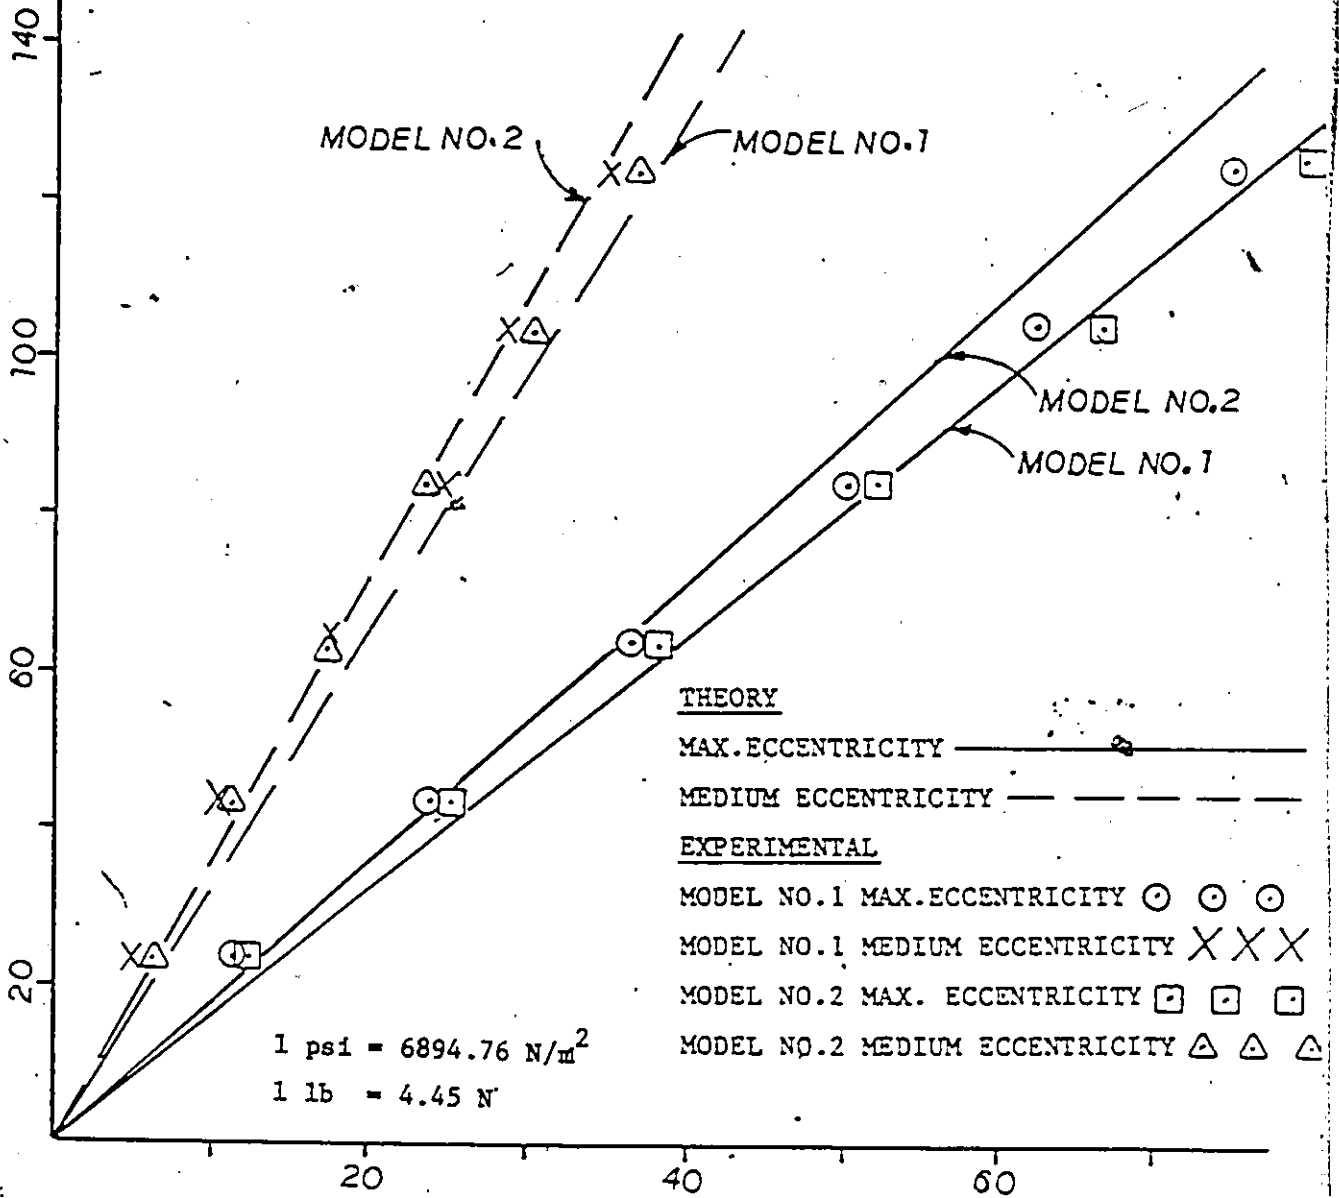 140
MODEL NO.2
MODEL NO.1
100
MODEL NO.2
MODEL NO.1
60
THEORY
MAX.ECCENTRICITY
MEDIUM ECCENTRICITY
EXPERIMENTAL
MODEL NO.1 MAX.ECCENTRICITY
MODEL NO.1 MEDIUM ECCENTRICITY
20
MODEL NO.2 MAX. ECCENTRICITY
1 psi = 6894.76 N/m²
MODEL NO.2 MEDIUM ECCENTRICITY
1 lb = 4.45 N
20 40 60